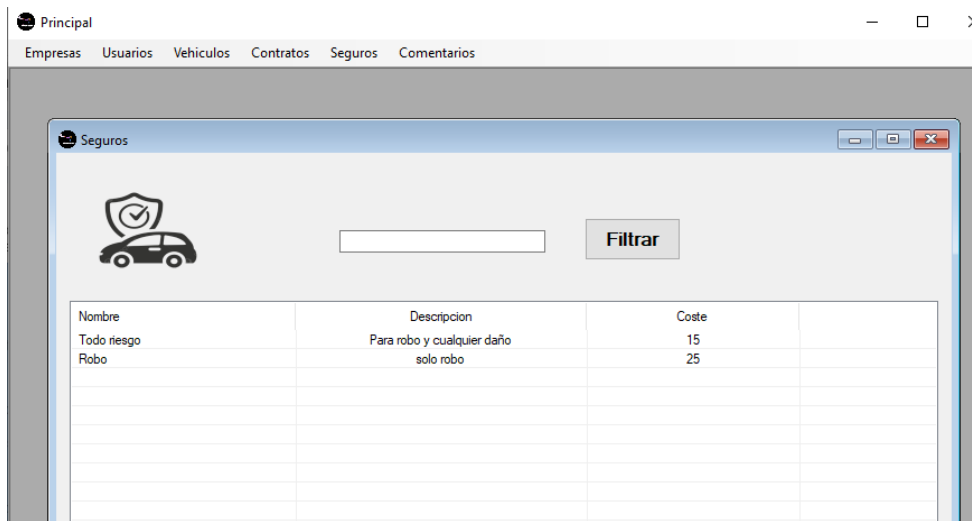 Principal
Empresas Usuarios Vehiculos Contratos Seguros Comentarios
Seguros
Filtrar
Nombre Descripcion Coste
Todo riesgo Para robo y cualquier daño 15
Robo solo robo 25